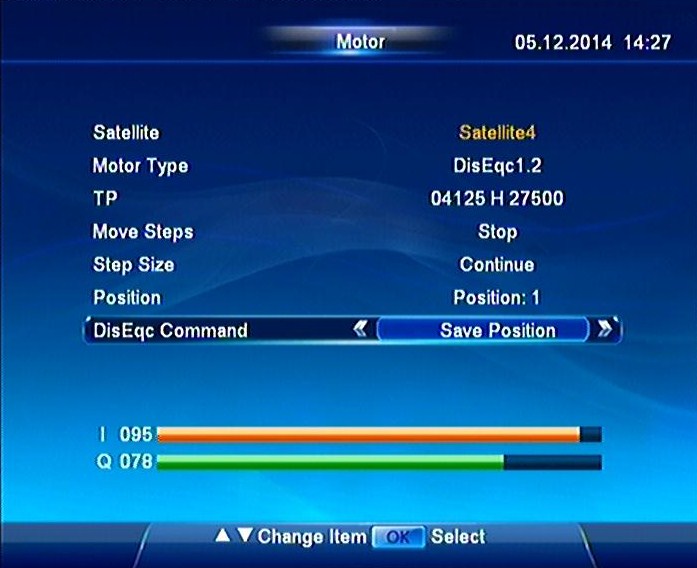 Motor 05.12.2014 14:27
Satellite Satellite4
Motor Type DisEqc1.2
TP 04125 H 27500
Move Steps Stop
Step Size Continue
Position Position: 1
DisEqc Command Save Position
I 095
Q 078
Change Item OK Select